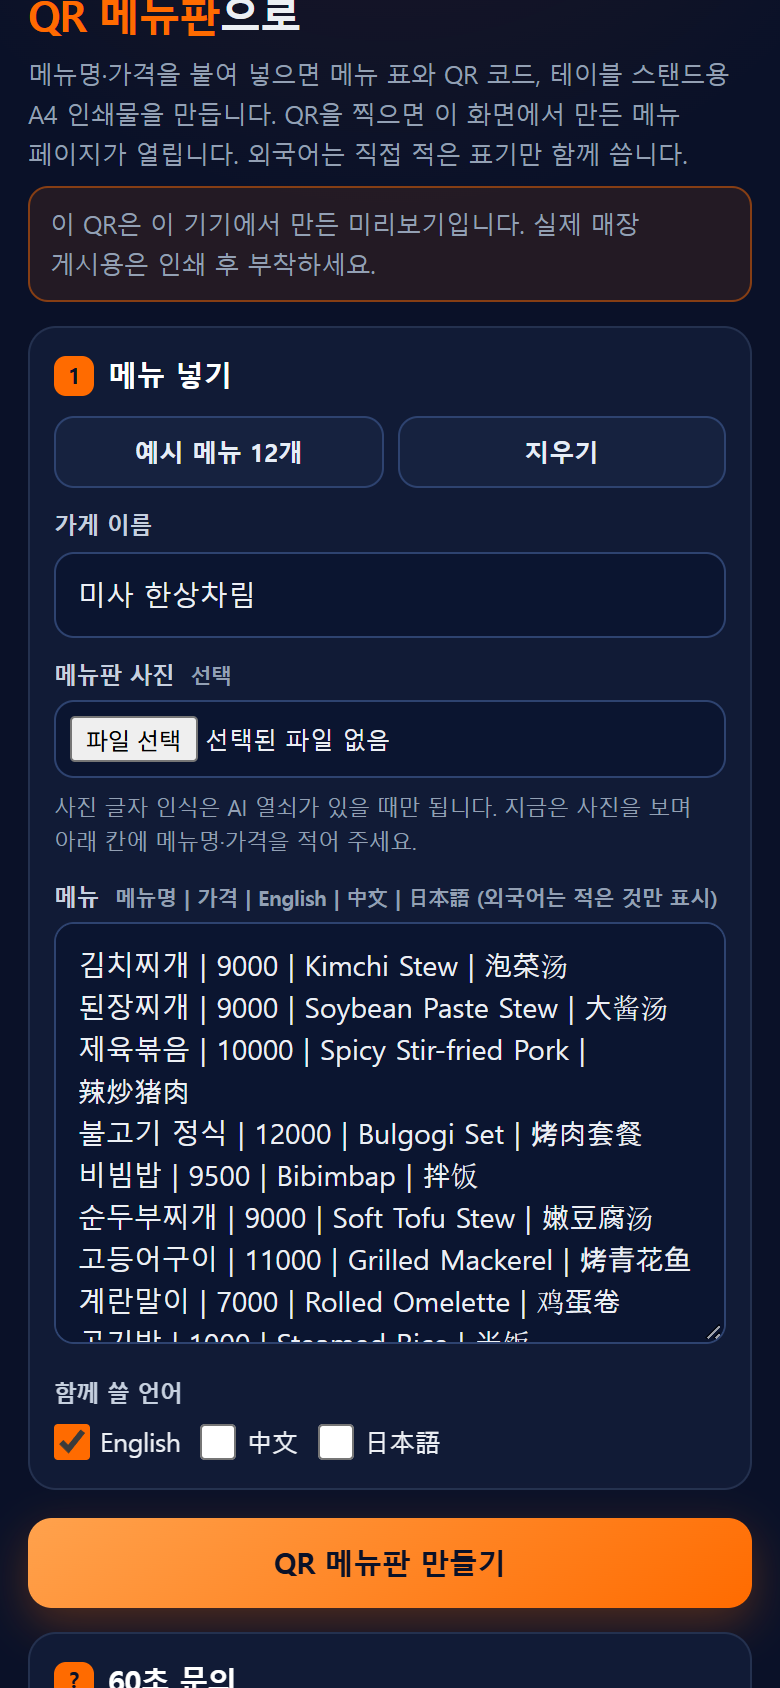 QR 메뉴판으로
메뉴명·가격을 붙여 넣으면 메뉴 표와 QR 코드, 테이블 스탠드용
A4 인쇄물을 만듭니다. QR을 찍으면 이 화면에서 만든 메뉴
페이지가 열립니다. 외국어는 직접 적은 표기만 함께 씁니다.
이 QR은 이 기기에서 만든 미리보기입니다. 실제 매장
게시용은 인쇄 후 부착하세요.
1 메뉴 넣기
예시 메뉴 12개 지우기
가게 이름
미사 한상차림
메뉴판 사진 선택
파일 선택 선택된 파일 없음
사진 글자 인식은 AI 열쇠가 있을 때만 됩니다. 지금은 사진을 보며
아래 칸에 메뉴명·가격을 적어 주세요.
메뉴 메뉴명 | 가격 | English | 中文 | 日本語 (외국어는 적은 것만 표시)
김치찌개 | 9000 | Kimchi Stew | 泡菜汤
된장찌개 | 9000 | Soybean Paste Stew | 大酱汤
제육볶음 | 10000 | Spicy Stir-fried Pork |
辣炒猪肉
불고기 정식 | 12000 | Bulgogi Set | 烤肉套餐
비빔밥 | 9500 | Bibimbap | 拌饭
순두부찌개 | 9000 | Soft Tofu Stew | 嫩豆腐汤
고등어구이 | 11000 | Grilled Mackerel | 烤青花鱼
계란말이 | 7000 | Rolled Omelette | 鸡蛋卷
공기밥 | 1000 | Steamed Rice | 米饭
함께 쓸 언어
English 中文 日本語
QR 메뉴판 만들기
? 60초 문의